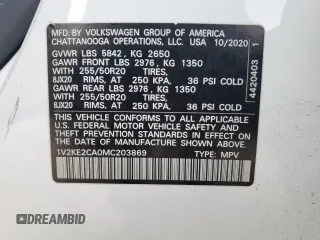 MFD BY VOLKSWAGEN GROUP OF AMERICA
CHATTANOOGA OPERATIONS, LLC. USA 10/2020
GVWR LBS 5842, KG 2650
GAWR FRONT LBS 2976, KG 1350
WITH 255/50R20 TIRES,
8JX20 RIMS, AT 250 KPA, 36 PSI COLD
GAWR REAR LBS 2976, KG 1350
WITH 255/50R20 TIRES,
8JX20 RIMS, AT 250 KPA, 36 PSI COLD
THIS VEHICLE CONFORMS TO ALL APPLICABLE
U.S. FEDERAL MOTOR VEHICLE SAFETY STANDARDS
IN EFFECT ON THE DATE OF MANUFACTURE SHOWN ABOVE.
1V2KE2CA0MC203869 TYPE: MPV
4420403 1
AUTOBIDMASTER